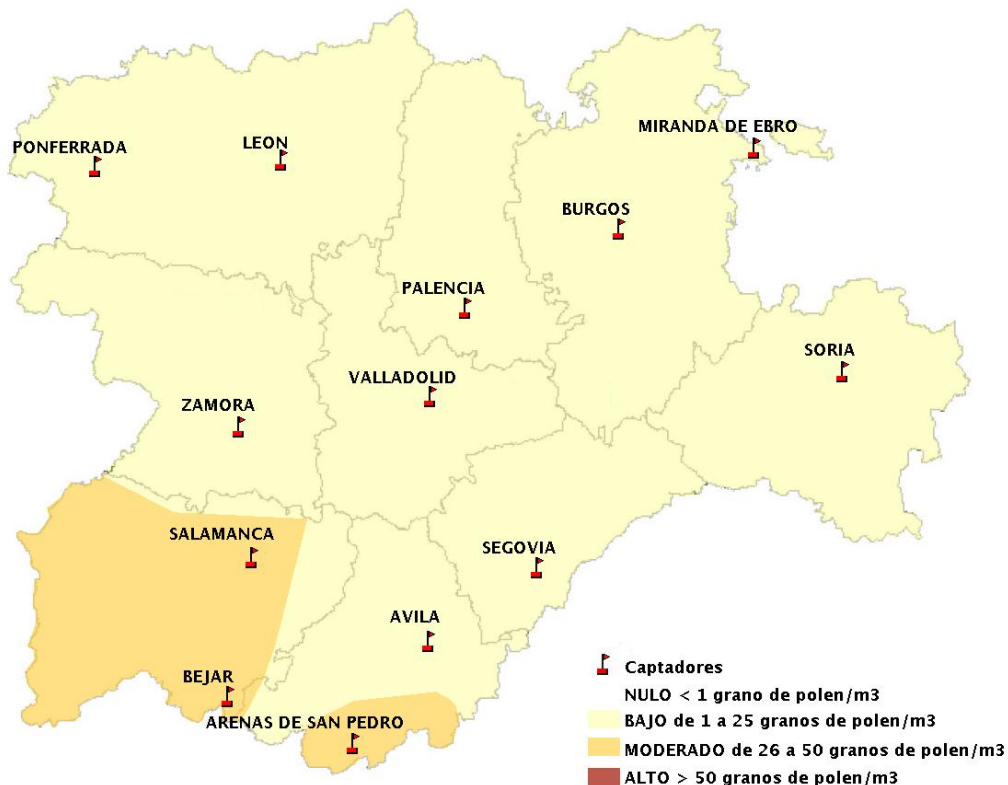 MIRANDA DE EBRO
PONFERRADA
LEON
BURGOS
PALENCIA
SORIA
VALLADOLID
ZAMORA
SALAMANCA
SEGOVIA
AVILA
BEJAR
ARENAS DE SAN PEDRO
Captadores
NULO < 1 grano de polen/m3
BAJO de 1 a 25 granos de polen/m3
MODERADO de 26 a 50 granos de polen/m3
ALTO > 50 granos de polen/m3